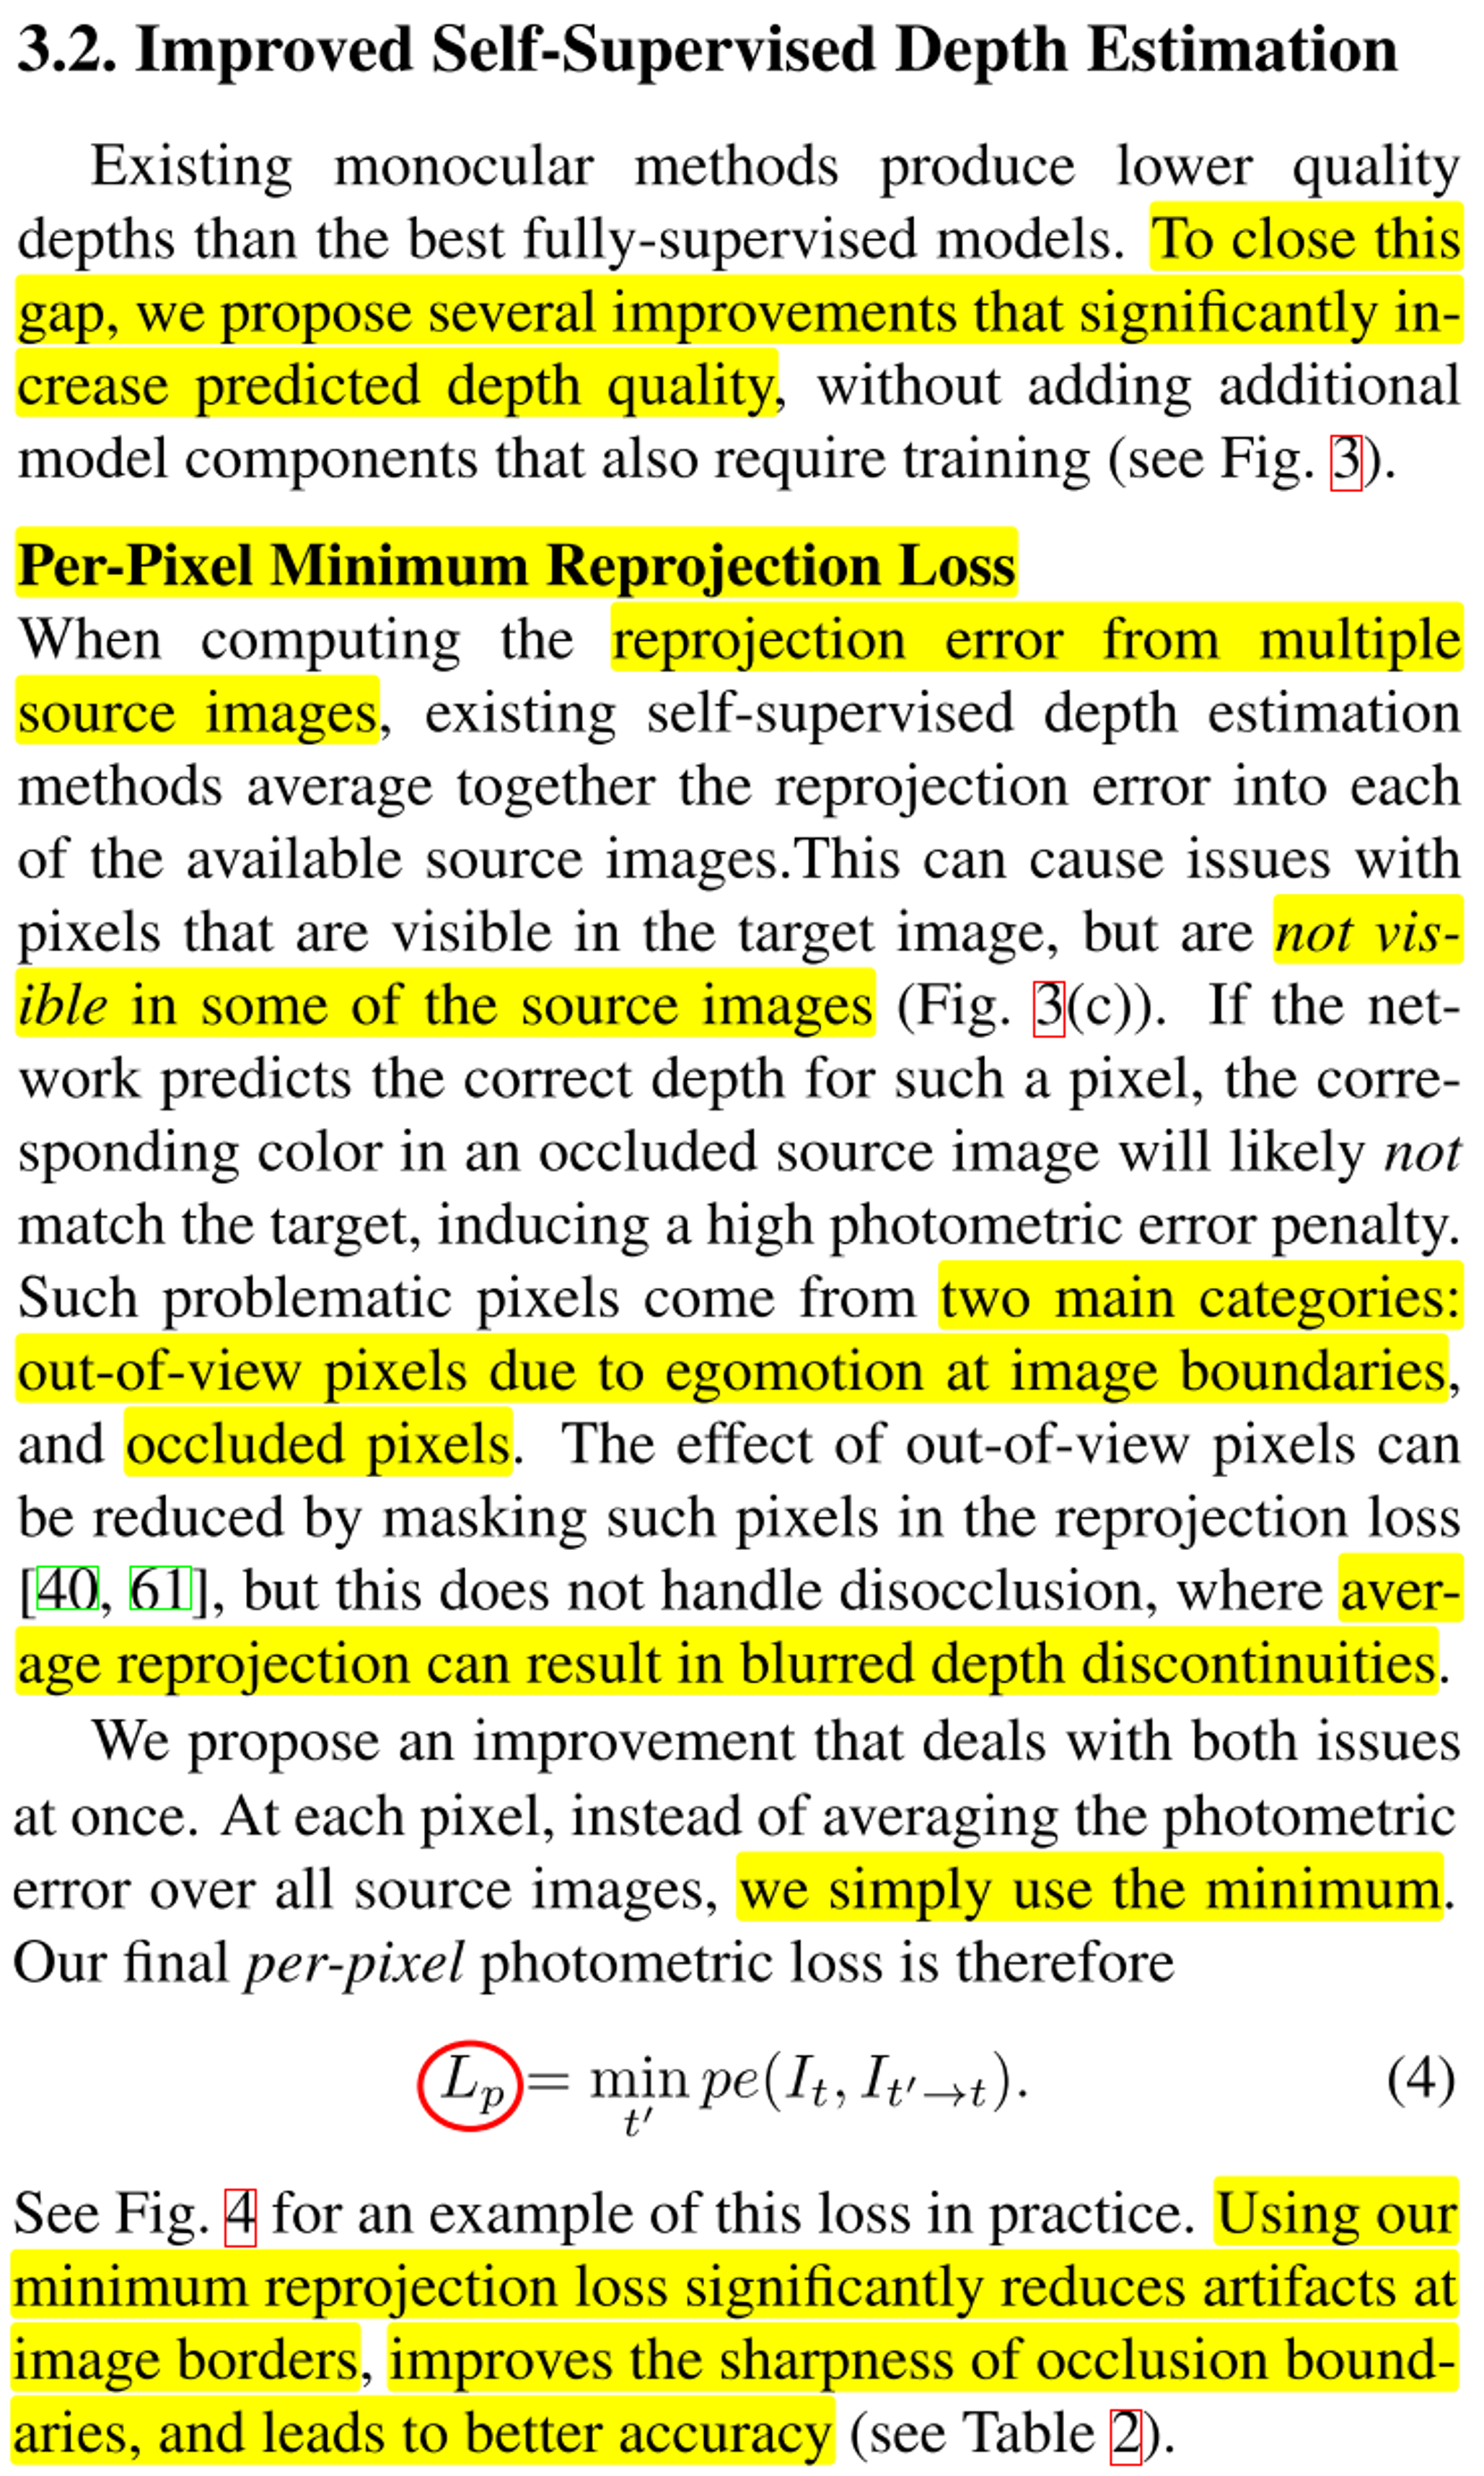 3.2. Improved Self-Supervised Depth Estimation
Existing monocular methods produce lower quality
depths than the best fully-supervised models. To close this
gap, we propose several improvements that significantly in-
crease predicted depth quality, without adding additional
model components that also require training (see Fig. 3).
Per-Pixel Minimum Reprojection Loss
When computing the reprojection error from multiple
source images, existing self-supervised depth estimation
methods average together the reprojection error into each
of the available source images.This can cause issues with
pixels that are visible in the target image, but are not vis-
ible in some of the source images (Fig. 3(c)). If the net-
work predicts the correct depth for such a pixel, the corre-
sponding color in an occluded source image will likely not
match the target, inducing a high photometric error penalty.
Such problematic pixels come from two main categories:
out-of-view pixels due to egomotion at image boundaries,
and occluded pixels. The effect of out-of-view pixels can
be reduced by masking such pixels in the reprojection loss
[40, 61], but this does not handle disocclusion, where aver-
age reprojection can result in blurred depth discontinuities.
We propose an improvement that deals with both issues
at once. At each pixel, instead of averaging the photometric
error over all source images, we simply use the minimum.
Our final per-pixel photometric loss is therefore
L_p = min_{t′} pe(I_t, I_{t′→t}). (4)
See Fig. 4 for an example of this loss in practice. Using our
minimum reprojection loss significantly reduces artifacts at
image borders, improves the sharpness of occlusion bound-
aries, and leads to better accuracy (see Table 2).